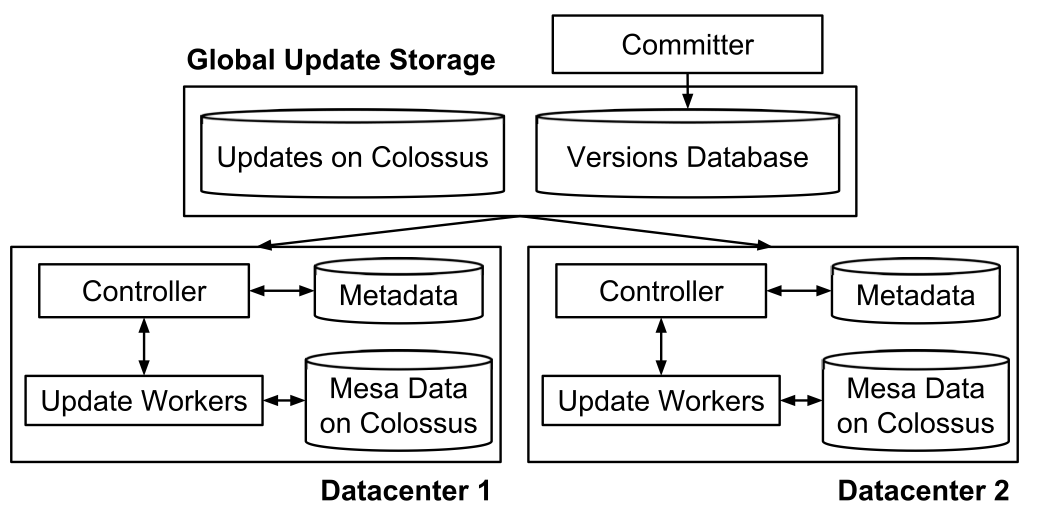 Committer
Global Update Storage
Updates on Colossus
Versions Database
Controller
Metadata
Update Workers
Mesa Data
on Colossus
Datacenter 1
Controller
Metadata
Update Workers
Mesa Data
on Colossus
Datacenter 2